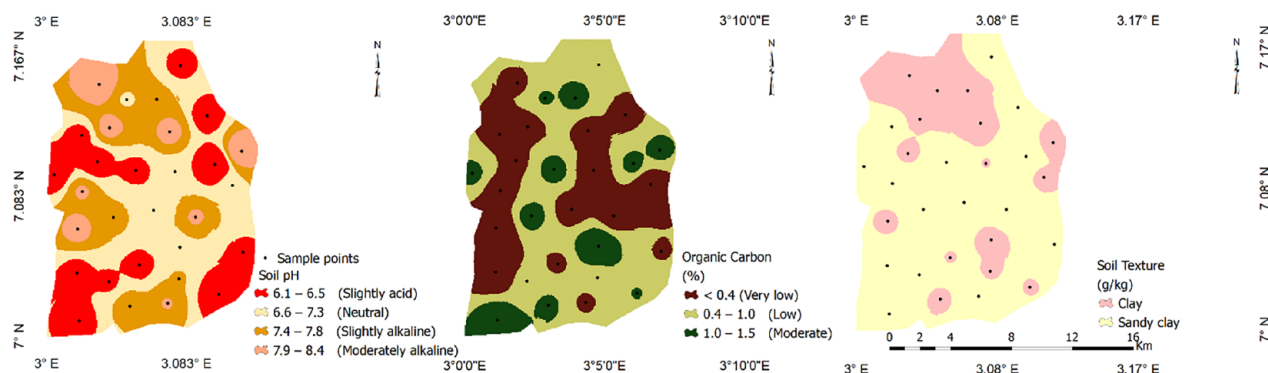 3° E
3.083° E
3°0'0"E
3°5'0"E
3°10'0"E
3° E
3.08° E
3.17° E
7.167° N
7.083° N
7° N
N
N
N
7.17° N
7.08° N
7° N
Sample points
Soil pH
6.1 – 6.5 (Slightly acid)
6.6 – 7.3 (Neutral)
7.4 – 7.8 (Slightly alkaline)
7.9 – 8.4 (Moderately alkaline)
Organic Carbon
(%)
< 0.4 (Very low)
0.4 – 1.0 (Low)
1.0 – 1.5 (Moderate)
Soil Texture
(g/kg)
Clay
Sandy clay
0 2 4 8 12 16
Km
3° E
3.083° E
3°0'0"E
3°5'0"E
3°10'0"E
3° E
3.08° E
3.17° E